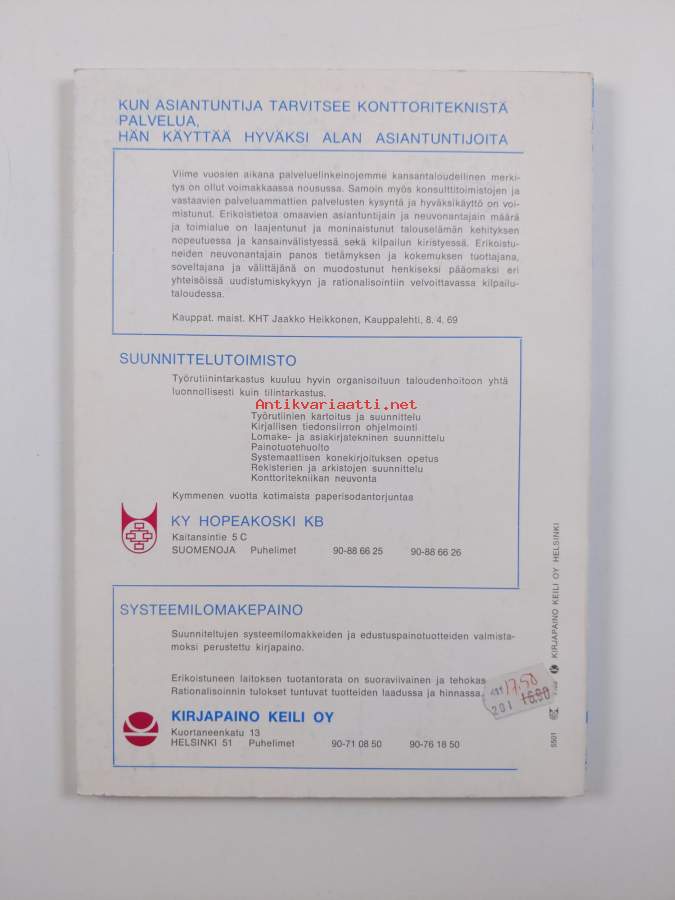 KUN ASIANTUNTIJA TARVITSEE KONTTORITEKNISTÄ
PALVELUA,
HÄN KÄYTTÄÄ HYVÄKSI ALAN ASIANTUNTIJOITA
Viime vuosien aikana palveluelinkeinojemme kansantaloudellinen merki-
tys on ollut voimakkaassa nousussa. Samoin myös konsulttitoimistojen ja
vastaavien palveluammattien palvelusten kysyntä ja hyväksikäyttö on voi-
mistunut. Erikoistietoa omaavien asiantuntijain ja neuvonantajain määrä
ja toimialue on laajentunut ja moninaistunut talouselämän kehityksen
nopeutuessa ja kansainvälistyessä sekä kilpailun kiristyessä. Erikoistu-
neiden neuvonantajain panos tietämyksen ja kokemuksen tuottajana,
soveltajana ja välittäjänä on muodostunut henkiseksi pääomaksi eri
yhteisöissä uudistumiskykyyn ja rationalisointiin velvoittavassa kilpailu-
taloudessa.
Kauppat. maist. KHT Jaakko Heikkonen, Kauppalehti, 8. 4. 69
SUUNNITTELUTOIMISTO
Työrutiinintarkastus kuuluu hyvin organisoituun taloudenhoitoon yhtä
luonnollisesti kuin tilintarkastus.
Antikvariaatti.net
Työrutiinien kartoitus ja suunnittelu
Kirjallisen tiedonsiirron ohjelmointi
Lomake- ja asiakirjatekninen suunnittelu
Painotuotehuolto
Systemaattisen konekirjoituksen opetus
Rekisterien ja arkistojen suunnittelu
Konttoritekniikan neuvonta
Kymmenen vuotta kotimaista paperisodantorjuntaa
KY HOPEAKOSKI KB
Kaitansintie 5 C
SUOMENOJA Puhelimet 90-88 66 25 90-88 66 26
SYSTEEMILOMAKEPAINO
Suunniteltujen systeemilomakkeiden ja edustuspainotuotteiden valmista-
moksi perustettu kirjapaino.
Erikoistuneen laitoksen tuotantorata on suoraviivainen ja tehokas
Rationalisoinnin tulokset tuntuvat tuotteiden laadussa ja hinnassa.
KIRJAPAINO KEILI OY
Kuortaneenkatu 13
HELSINKI 51 Puhelimet 90-71 08 50 90-76 18 50
17.50
16.90
201
5501
KIRJAPAINO KEILI OY HELSINKI